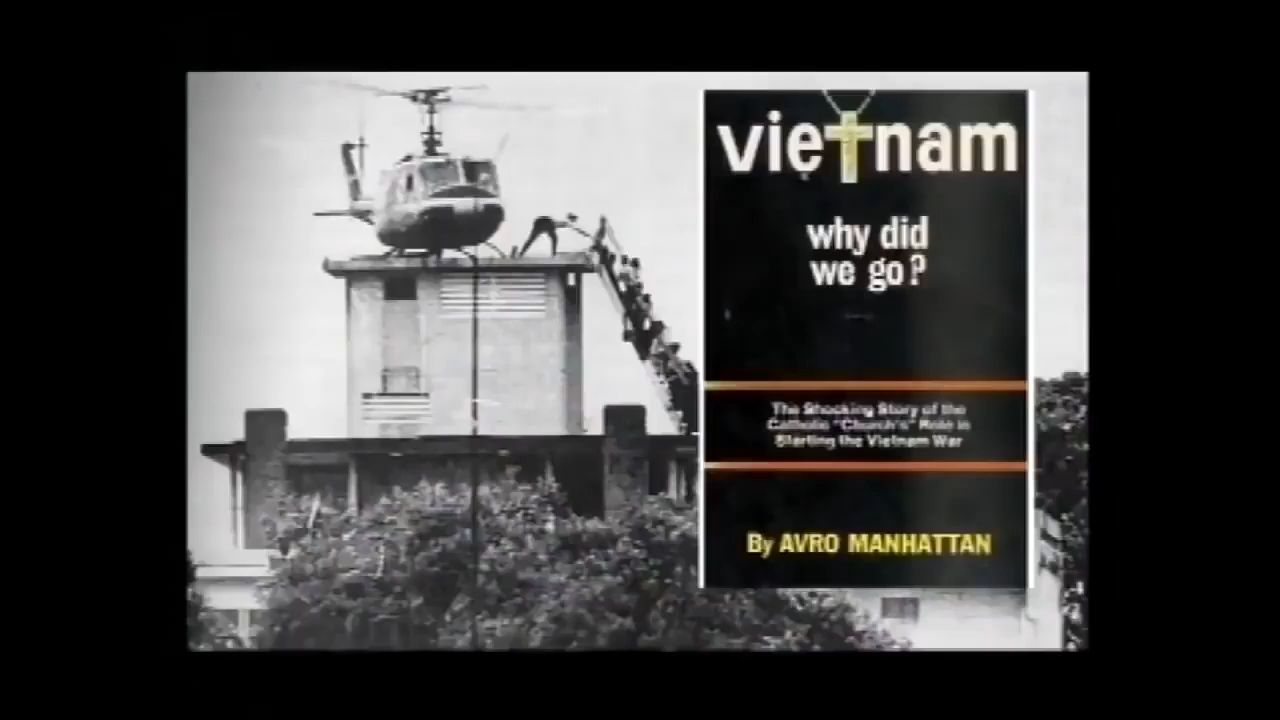 vietnam
why did
we go?
The Shocking Story of the
Catholic "Church's" Role in
Starting the Vietnam War
By AVRO MANHATTAN